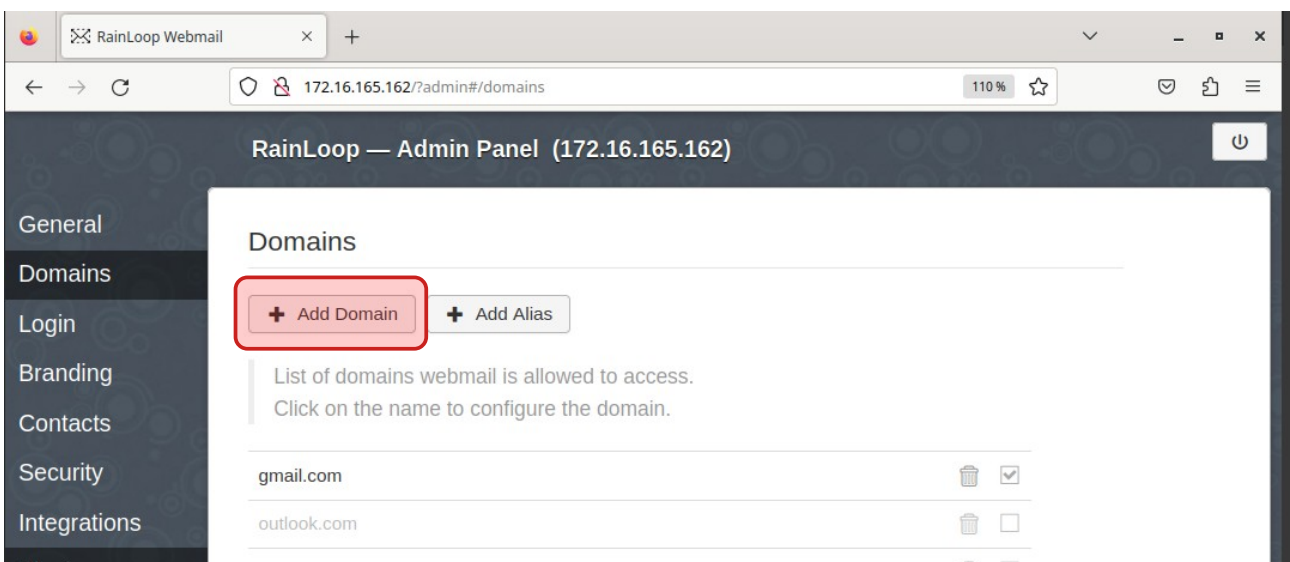 RainLoop Webmail
172.16.165.162/?admin#/domains
110 %
RainLoop — Admin Panel (172.16.165.162)
General
Domains
Login
Branding
Contacts
Security
Integrations
Domains
Add Domain
Add Alias
List of domains webmail is allowed to access.
Click on the name to configure the domain.
gmail.com
outlook.com